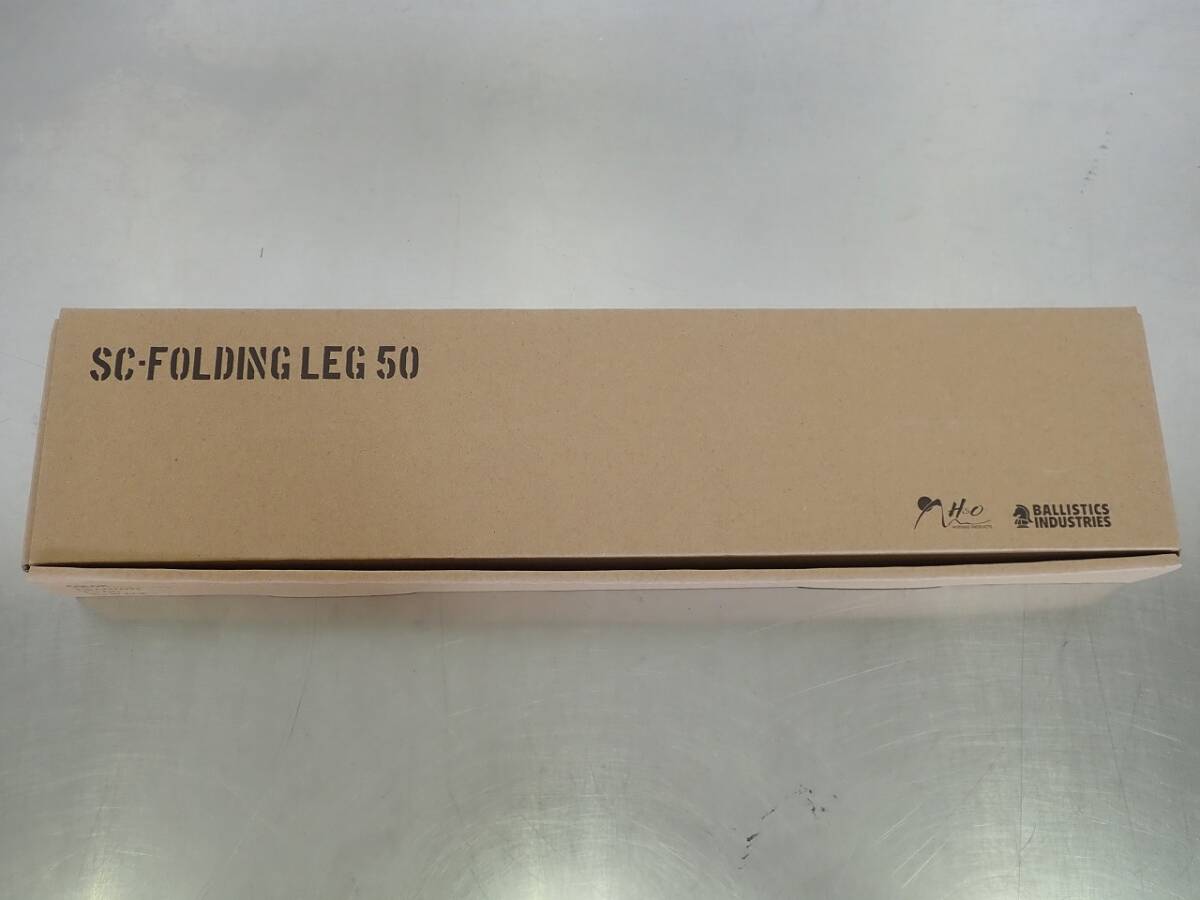 SC-FOLDING LEG 50
H&O
BALLISTICS
INDUSTRIES